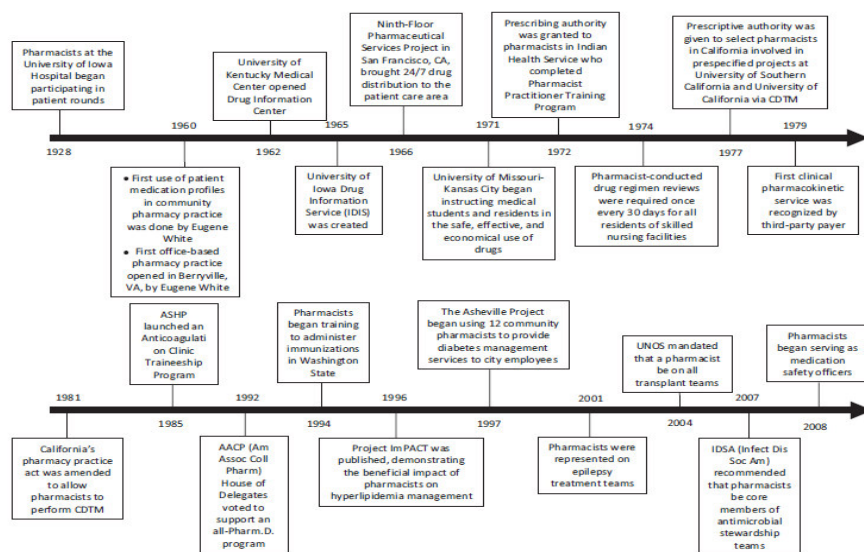 Pharmacists at the
University of Iowa
Hospital began
participating in
patient rounds
University of
Kentucky Medical
Center opened
Drug Information
Center
Ninth-Floor
Pharmaceutical
Services Project in
San Francisco, CA,
brought 24/7 drug
distribution to the
patient care area
Prescribing authority
was granted to
pharmacists in Indian
Health Service who
completed
Pharmacist
Practitioner Training
Program
Prescriptive authority was
given to select pharmacists
in California involved in
prespecified projects at
University of Southern
California and University of
California via CDTM
1960
1965
1971
1974
1979
1928
1962
1966
1972
1977
• First use of patient
medication profiles
in community
pharmacy practice
was done by Eugene
White
• First office-based
pharmacy practice
opened in Berryville,
VA, by Eugene White
University of
Iowa Drug
Information
Service (IDIS)
was created
University of Missouri-
Kansas City began
instructing medical
students and residents in
the safe, effective, and
economical use of
drugs
Pharmacist-conducted
drug regimen reviews
were required once
every 30 days for all
residents of skilled
nursing facilities
First clinical
pharmacokinetic
service was
recognized by
third-party payer
ASHP
launched an
Anticoagulati
on Clinic
Traineeship
Program
Pharmacists
began training
to administer
immunizations
in Washington
State
The Asheville Project
began using 12 community
pharmacists to provide
diabetes management
services to city employees
UNOS mandated
that a pharmacist
be on all
transplant teams
Pharmacists
began serving as
medication
safety officers
1981
1992
1996
2001
2007
1985
1994
1997
2004
2008
California's
pharmacy practice
act was amended
to allow
pharmacists to
perform CDTM
AACP (Am
Assoc Coll
Pharm)
House of
Delegates
voted to
support an
all-Pharm.D.
program
Project ImPACT was
published, demonstrating
the beneficial impact of
pharmacists on
hyperlipidemia management
Pharmacists were
represented on
epilepsy
treatment teams
IDSA (Infect Dis
Soc Am)
recommended
that pharmacists
be core
members of
antimicrobial
stewardship
teams